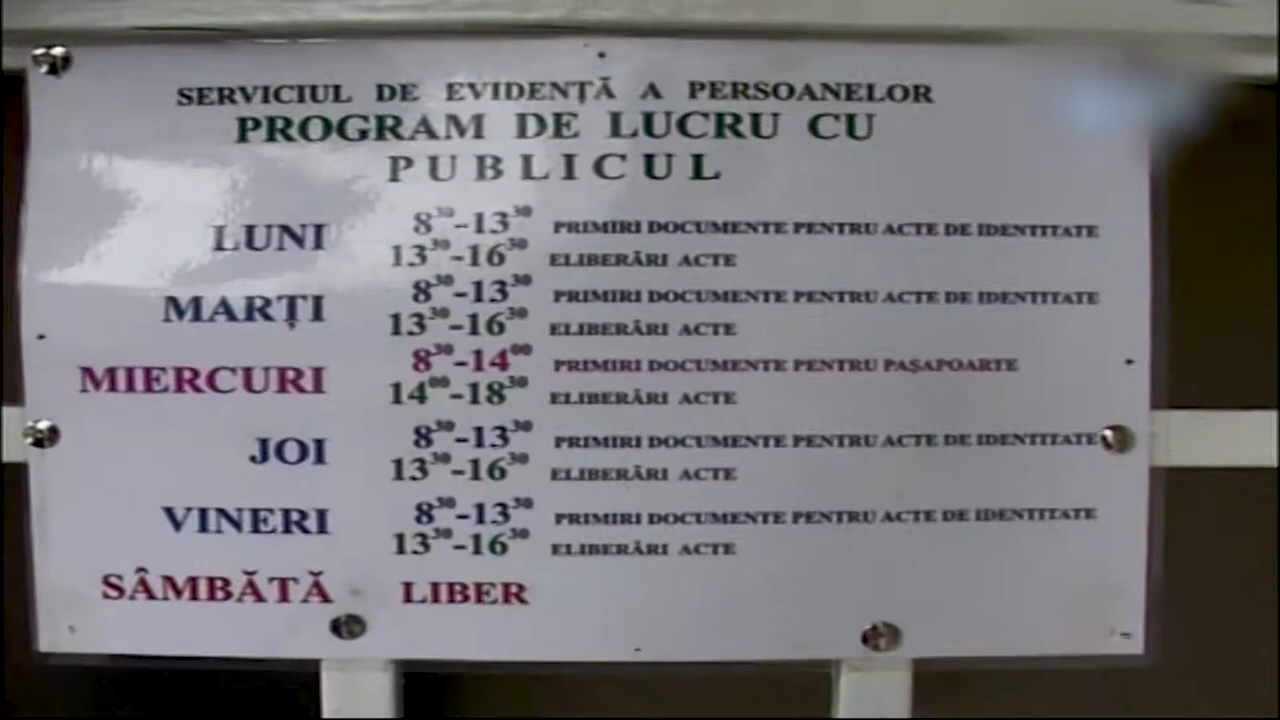 SERVICIUL DE EVIDENȚĂ A PERSOANELOR
PROGRAM DE LUCRU CU
PUBLICUL
LUNI 8³⁰-13³⁰ PRIMIRI DOCUMENTE PENTRU ACTE DE IDENTITATE
13³⁰-16³⁰ ELIBERĂRI ACTE
MARȚI 8³⁰-13³⁰ PRIMIRI DOCUMENTE PENTRU ACTE DE IDENTITATE
13³⁰-16³⁰ ELIBERĂRI ACTE
MIERCURI 8³⁰-14⁰⁰ PRIMIRI DOCUMENTE PENTRU PAȘAPOARTE
14⁰⁰-18³⁰ ELIBERĂRI ACTE
JOI 8³⁰-13³⁰ PRIMIRI DOCUMENTE PENTRU ACTE DE IDENTITATE
13³⁰-16³⁰ ELIBERĂRI ACTE
VINERI 8³⁰-13³⁰ PRIMIRI DOCUMENTE PENTRU ACTE DE IDENTITATE
13³⁰-16³⁰ ELIBERĂRI ACTE
SÂMBĂTĂ LIBER